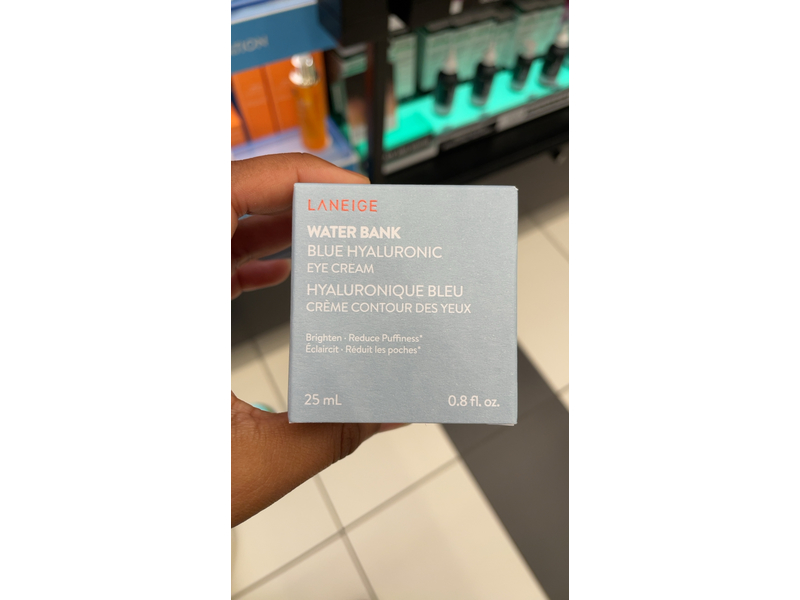 LANEIGE
WATER BANK
BLUE HYALURONIC
EYE CREAM
HYALURONIQUE BLEU
CRÈME CONTOUR DES YEUX
Brighten · Reduce Puffiness*
Éclaircit · Réduit les poches*
25 mL 0.8 fl. oz.